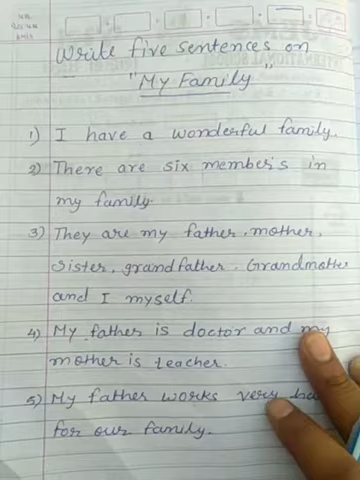 Write five sentences on
"My Family"
1) I have a wonderful family.
2) There are six member's in
my family.
3) They are my father, mother,
sister, grandfather. Grandmother
and I myself.
4) My father is doctor and my
mother is teacher.
5) My father works very
for our family.